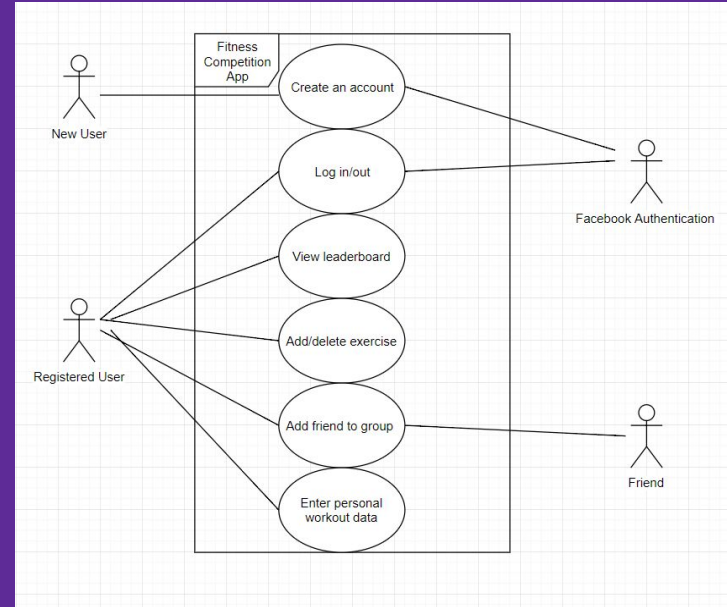 Fitness
Competition
App
Create an account
New User
Log in/out
Facebook Authentication
View leaderboard
Add/delete exercise
Registered User
Add friend to group
Friend
Enter personal
workout data